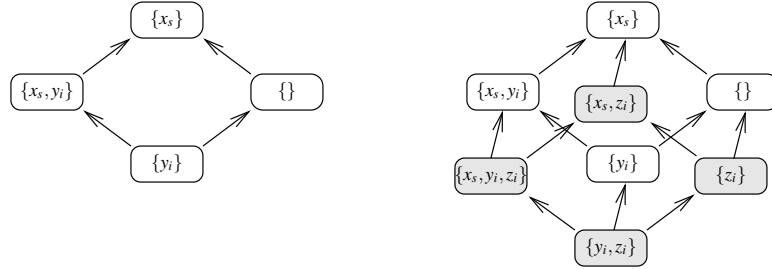 {x_s}
{x_s, y_i}
{}
{y_i}
{x_s}
{x_s, y_i}
{x_s, z_i}
{}
{x_s, y_i, z_i}
{y_i}
{z_i}
{y_i, z_i}